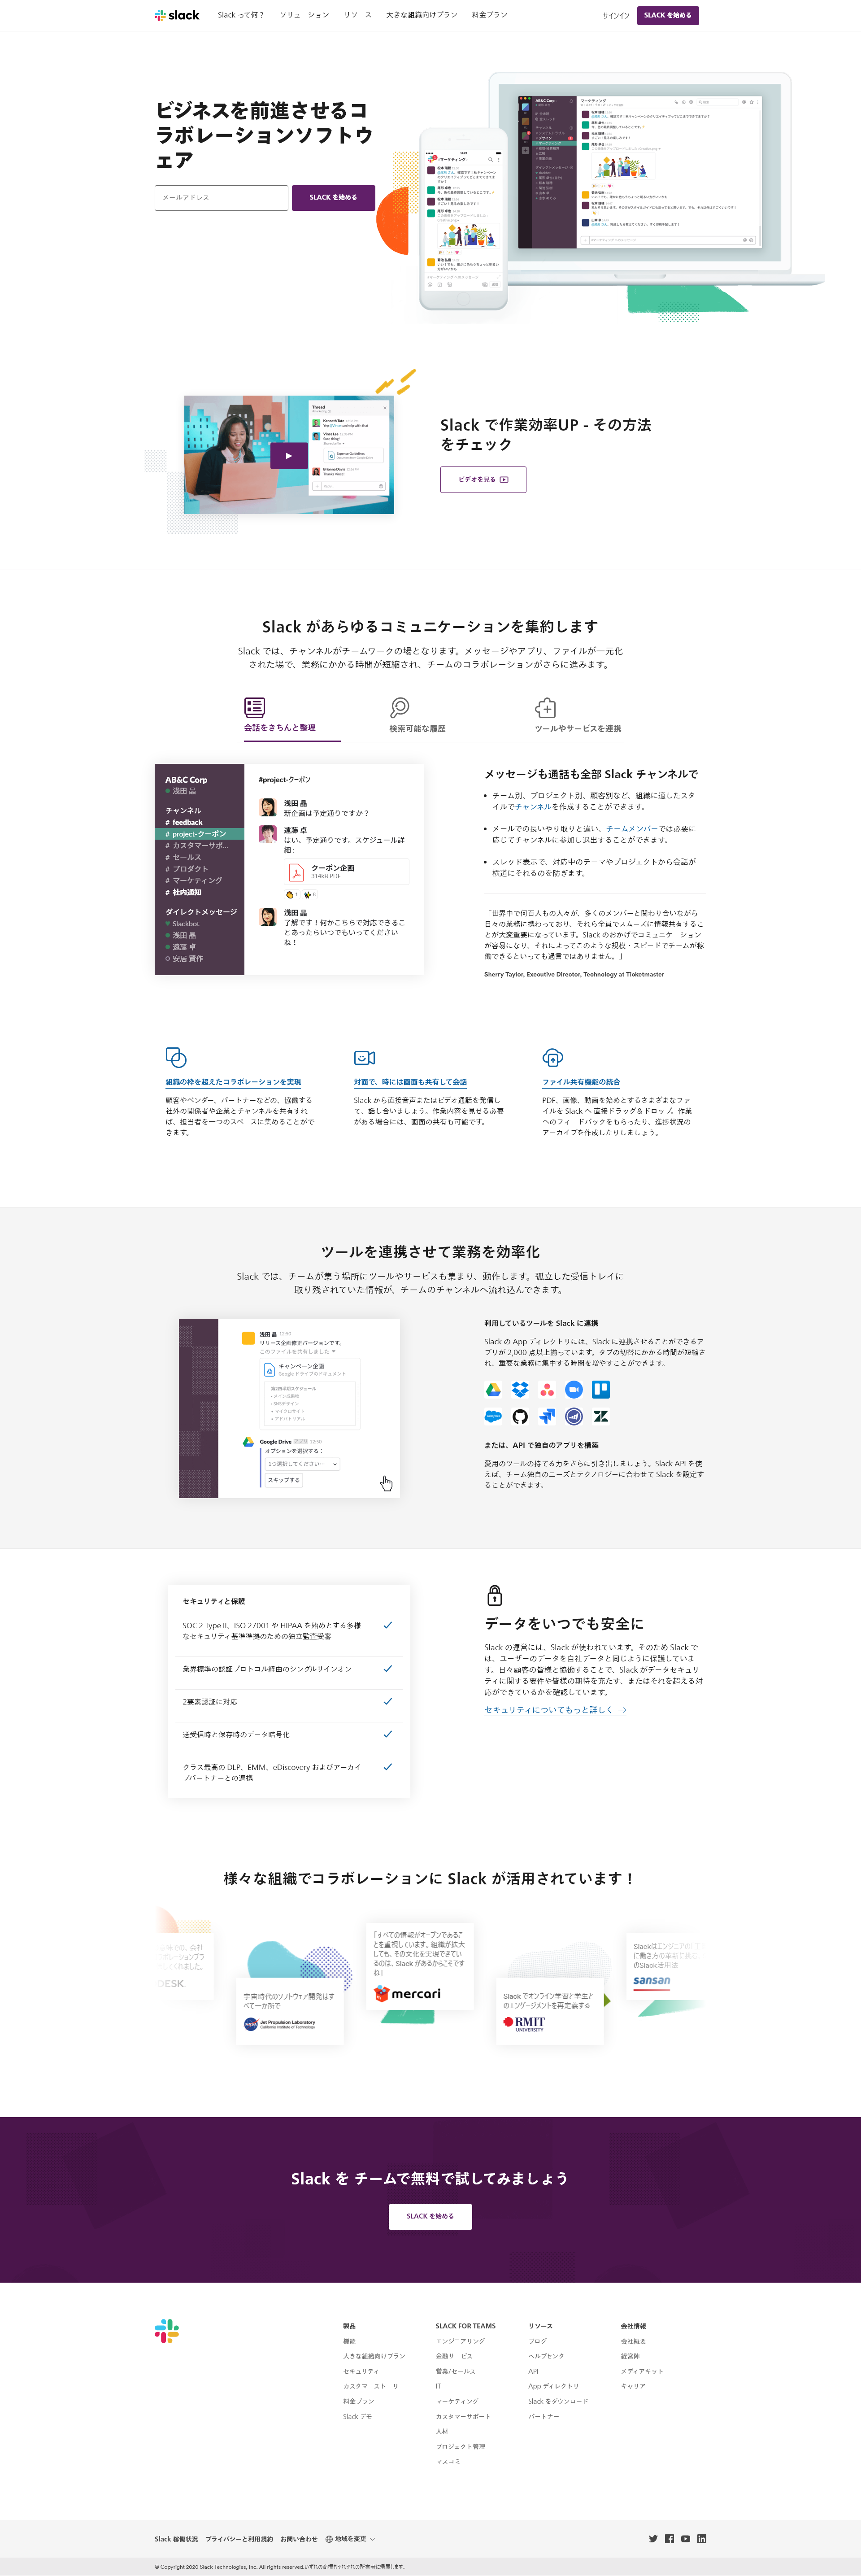 slack
Slack って何？
ソリューション
リソース
大きな組織向けプラン
料金プラン
サインイン
SLACK を始める
ビジネスを前進させるコ
ラボレーションソフトウ
ェア
メールアドレス
SLACK を始める
Thread
Slack で作業効率UP - その方法
をチェック
ビデオを見る
Slack があらゆるコミュニケーションを集約します
Slack では、チャンネルがチームワークの場となります。メッセージやアプリ、ファイルが一元化
された場で、業務にかかる時間が短縮され、チームのコラボレーションがさらに進みます。
会話をきちんと整理
検索可能な履歴
ツールやサービスを連携
AB&C Corp
浅田 晶
チャンネル
# feedback
# project-クーポン
# カスタマーサポ...
# セールス
# プロダクト
# マーケティング
# 社内通知
ダイレクトメッセージ
Slackbot
浅田 晶
遠藤 卓
安居 賢作
#project-クーポン
浅田 晶
新企画は予定通りですか？
遠藤 卓
はい、予定通りです。スケジュール詳
細 :
クーポン企画
314kB PDF
1
8
浅田 晶
了解です！何かこちらで対応できるこ
とあったらいつでもいってください
ね！
メッセージも通話も全部 Slack チャンネルで
チーム別、プロジェクト別、顧客別など、組織に適したスタ
イルでチャンネルを作成することができます。
メールでの長いやり取りと違い、チームメンバーでは必要に
応じてチャンネルに参加し退出することができます。
スレッド表示で、対話中のテーマやプロジェクトから会話が
横道にそれるのを防ぎます。
「世界中で何百人もの人々が、多くのメンバーと関わり合いながら
日々の業務に携わっており、それら全員でスムーズに情報共有するこ
とが大変重要になっています。Slack のおかげでコミュニケーション
が容易になり、それによってこのような規模・スピードでチームが稼
働できるといっても過言ではありません。」
Sherry Taylor, Executive Director, Technology at Ticketmaster
組織の枠を超えたコラボレーションを実現
顧客やベンダー、パートナーなどの、協働する
社外の関係者や企業とチャンネルを共有すれ
ば、担当者を一つのスペースに集めることがで
きます。
対面で、時には画面も共有して会話
Slack から直接音声またはビデオ通話を発信し
て、話し合いましょう。作業内容を見せる必要
がある場合には、画面の共有も可能です。
ファイル共有機能の統合
PDF、画像、動画を始めとするさまざまなファ
イルを Slack へ 直接ドラッグ＆ドロップ。作業
へのフィードバックをもらったり、進捗状況の
アーカイブを作成したりしましょう。
ツールを連携させて業務を効率化
Slack では、チームが集う場所にツールやサービスも集まり、動作します。孤立した受信トレイに
取り残されていた情報が、チームのチャンネルへ流れ込んできます。
浅田 晶 12:30
リリース企画修正バージョンです。
このファイルを共有しました
キャンペーン企画
Google ドライブのドキュメント
Google Drive
オプションを選択する：
1つ選択してください…
スキップする
利用しているツールを Slack に連携
Slack の App ディレクトリには、Slack に連携させることができるア
プリが 2,000 点以上揃っています。タブの切替にかかる時間が短縮さ
れ、重要な業務に集中する時間を増やすことができます。
または、API で独自のアプリを構築
愛用のツールの持てる力をさらに引き出しましょう。Slack API を使
えば、チーム独自のニーズとテクノロジーに合わせて Slack を設定す
ることができます。
セキュリティと保護
SOC 2 Type II、ISO 27001 や HIPAA を始めとする多様
なセキュリティ基準準拠のための独立監査受審
業界標準の認証プロトコル経由のシングルサインオン
2要素認証に対応
送受信時と保存時のデータ暗号化
クラス最高の DLP、EMM、eDiscovery およびアーカイ
ブパートナーとの連携
データをいつでも安全に
Slack の運営には、Slack が使われています。そのため Slack で
は、ユーザーのデータを自社データと同じように保護していま
す。日々顧客の皆様と協働することで、Slack がデータセキュリ
ティに関する要件や皆様の期待を充たす、またはそれを超える対
応ができているかを確認しています。
セキュリティについてもっと詳しく →
様々な組織でコラボレーションに Slack が活用されています！
宇宙時代のソフトウェア開発はす
べて一か所で
NASA
Jet Propulsion Laboratory
California Institute of Technology
「すべての情報がオープンであるこ
とを重視しています。組織が拡大
しても、その文化を実現できてい
るのは、Slack があるからこそです
ね」
mercari
Slack でオンライン学習と学生と
のエンゲージメントを再定義する
RMIT
UNIVERSITY
Slackはエンジニアの
に働き方の革新に
のSlack活用法
sansan
Slack を チームで無料で試してみましょう
SLACK を始める
製品
機能
大きな組織向けプラン
セキュリティ
カスタマーストーリー
料金プラン
Slack デモ
SLACK FOR TEAMS
エンジニアリング
金融サービス
営業/セールス
IT
マーケティング
カスタマーサポート
人材
プロジェクト管理
マスコミ
リソース
ブログ
ヘルプセンター
API
App ディレクトリ
Slack をダウンロード
パートナー
会社情報
会社概要
経営陣
メディアキット
キャリア
Slack 稼働状況
プライバシーと利用規約
お問い合わせ
地域を変更
© Copyright 2020 Slack Technologies, Inc. All rights reserved.いずれの商標もそれぞれの所有者に帰属します。